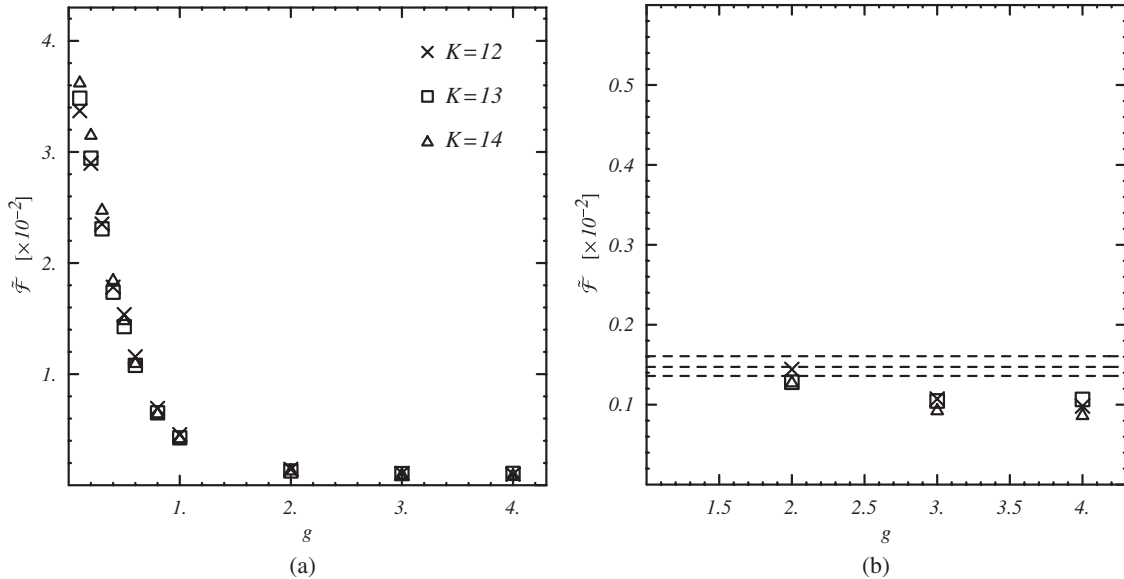 4.
3.
2.
1.
𝓕̃ [×10⁻²]
K=12
K=13
K=14
1. 2. 3. 4.
g
(a)
0.5
0.4
0.3
0.2
0.1
𝓕̃ [×10⁻²]
1.5 2. 2.5 3. 3.5 4.
g
(b)